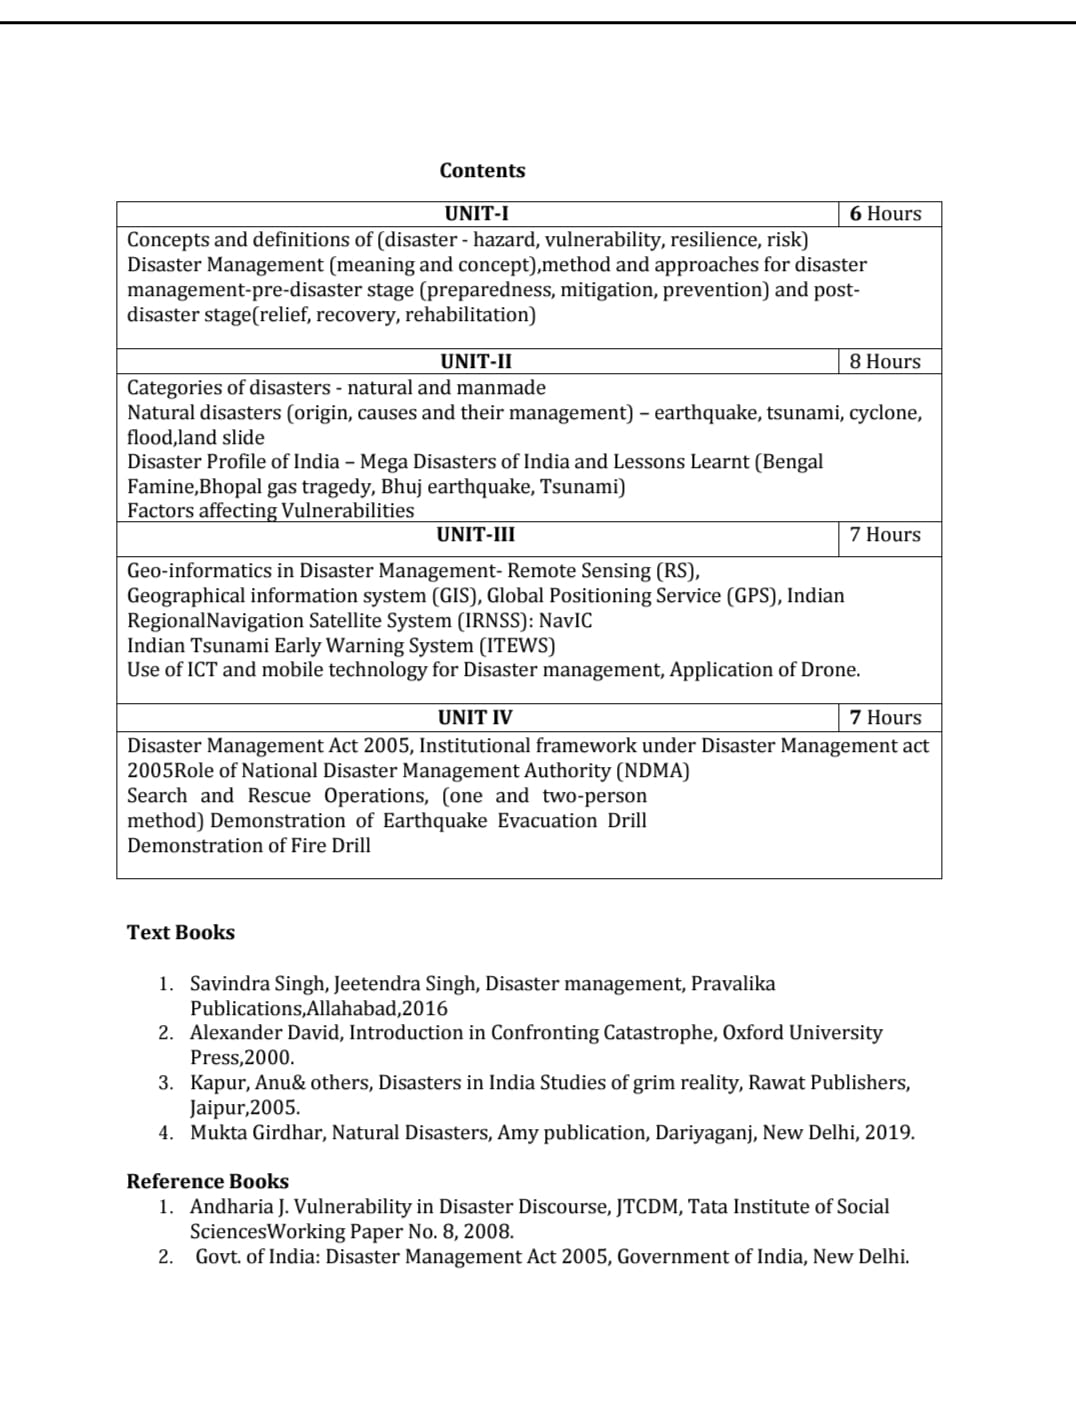 Contents
UNIT-I 6 Hours
Concepts and definitions of (disaster - hazard, vulnerability, resilience, risk)
Disaster Management (meaning and concept),method and approaches for disaster
management-pre-disaster stage (preparedness, mitigation, prevention) and post-
disaster stage(relief, recovery, rehabilitation)
UNIT-II 8 Hours
Categories of disasters - natural and manmade
Natural disasters (origin, causes and their management) – earthquake, tsunami, cyclone,
flood,land slide
Disaster Profile of India – Mega Disasters of India and Lessons Learnt (Bengal
Famine,Bhopal gas tragedy, Bhuj earthquake, Tsunami)
Factors affecting Vulnerabilities
UNIT-III 7 Hours
Geo-informatics in Disaster Management- Remote Sensing (RS),
Geographical information system (GIS), Global Positioning Service (GPS), Indian
RegionalNavigation Satellite System (IRNSS): NavIC
Indian Tsunami Early Warning System (ITEWS)
Use of ICT and mobile technology for Disaster management, Application of Drone.
UNIT IV 7 Hours
Disaster Management Act 2005, Institutional framework under Disaster Management act
2005Role of National Disaster Management Authority (NDMA)
Search and Rescue Operations, (one and two-person
method) Demonstration of Earthquake Evacuation Drill
Demonstration of Fire Drill
Text Books
1. Savindra Singh, Jeetendra Singh, Disaster management, Pravalika
Publications,Allahabad,2016
2. Alexander David, Introduction in Confronting Catastrophe, Oxford University
Press,2000.
3. Kapur, Anu& others, Disasters in India Studies of grim reality, Rawat Publishers,
Jaipur,2005.
4. Mukta Girdhar, Natural Disasters, Amy publication, Dariyaganj, New Delhi, 2019.
Reference Books
1. Andharia J. Vulnerability in Disaster Discourse, JTCDM, Tata Institute of Social
SciencesWorking Paper No. 8, 2008.
2. Govt. of India: Disaster Management Act 2005, Government of India, New Delhi.